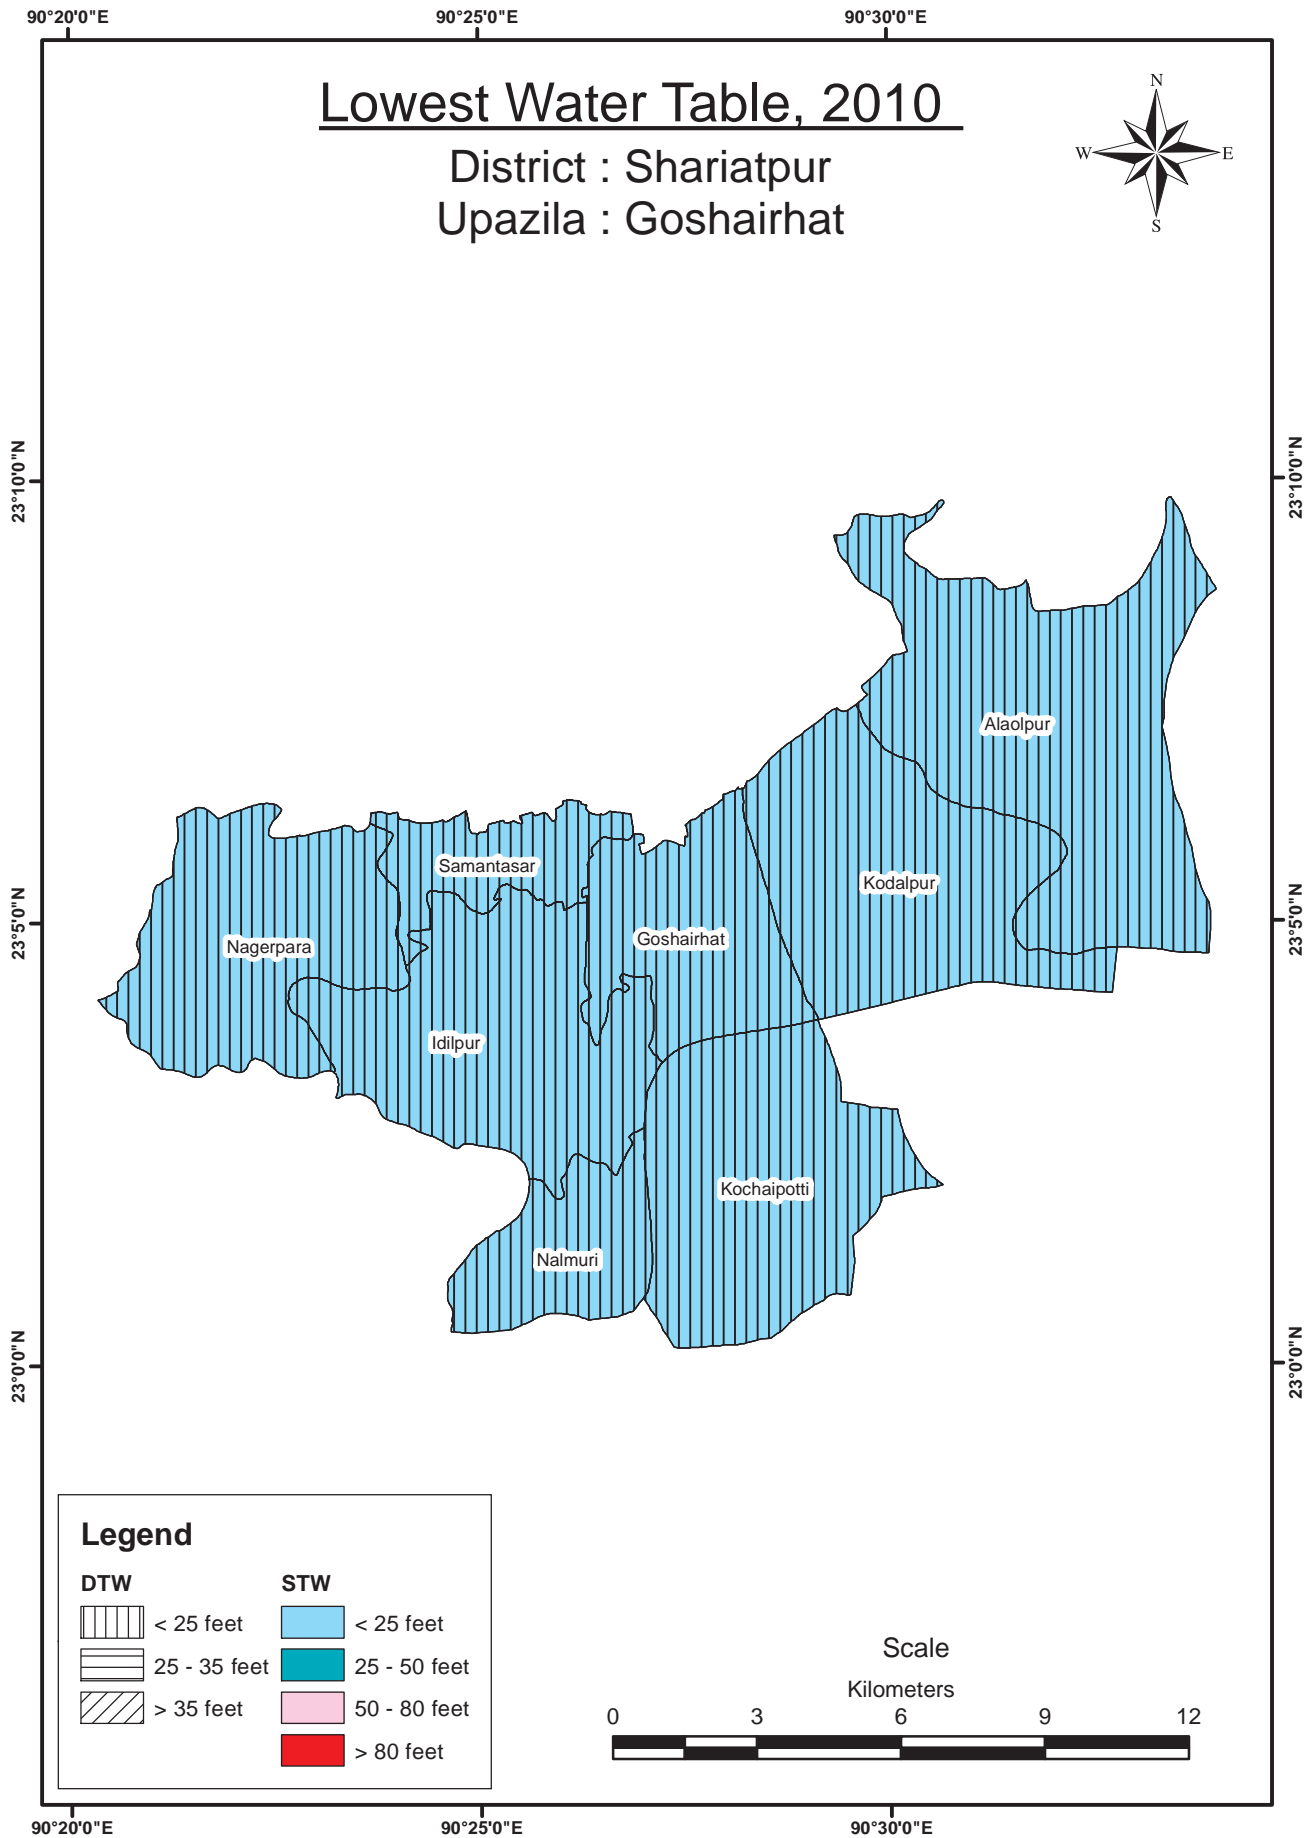 90°20'0"E
90°25'0"E
90°30'0"E
Lowest Water Table, 2010
District : Shariatpur
Upazila : Goshairhat
N
W
E
S
23°10'0"N
23°10'0"N
Alaolpur
Samantasar
Kodalpur
Goshairhat
Nagerpara
23°5'0"N
23°5'0"N
Idilpur
Kochaipotti
Nalmuri
23°0'0"N
23°0'0"N
Legend
DTW
< 25 feet
25 - 35 feet
> 35 feet
STW
< 25 feet
25 - 50 feet
50 - 80 feet
> 80 feet
Scale
Kilometers
0 3 6 9 12
90°20'0"E
90°25'0"E
90°30'0"E